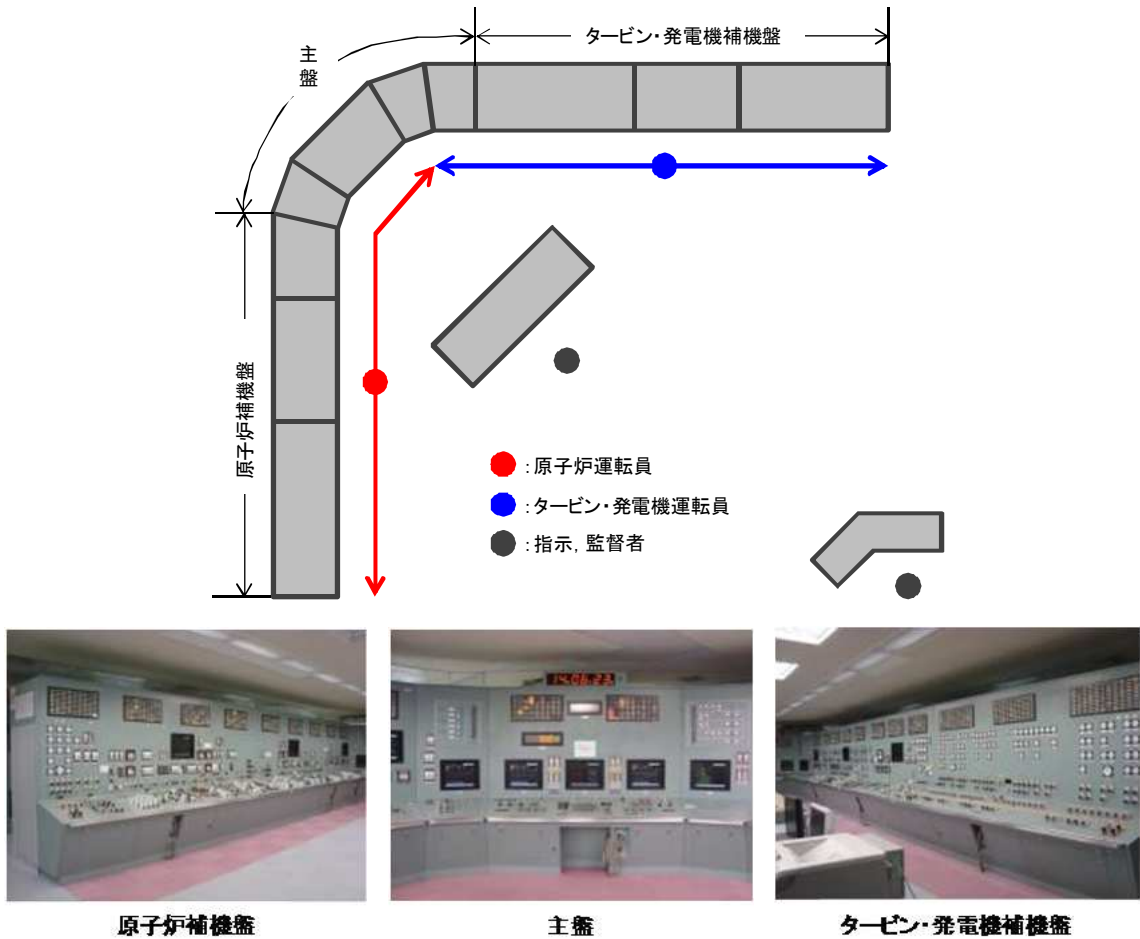 タービン・発電機補機盤
主
盤
原子炉補機盤
:原子炉運転員
:タービン・発電機運転員
:指示, 監督者
14.06.23
原子炉補機盤
主盤
タービン・発電機補機盤